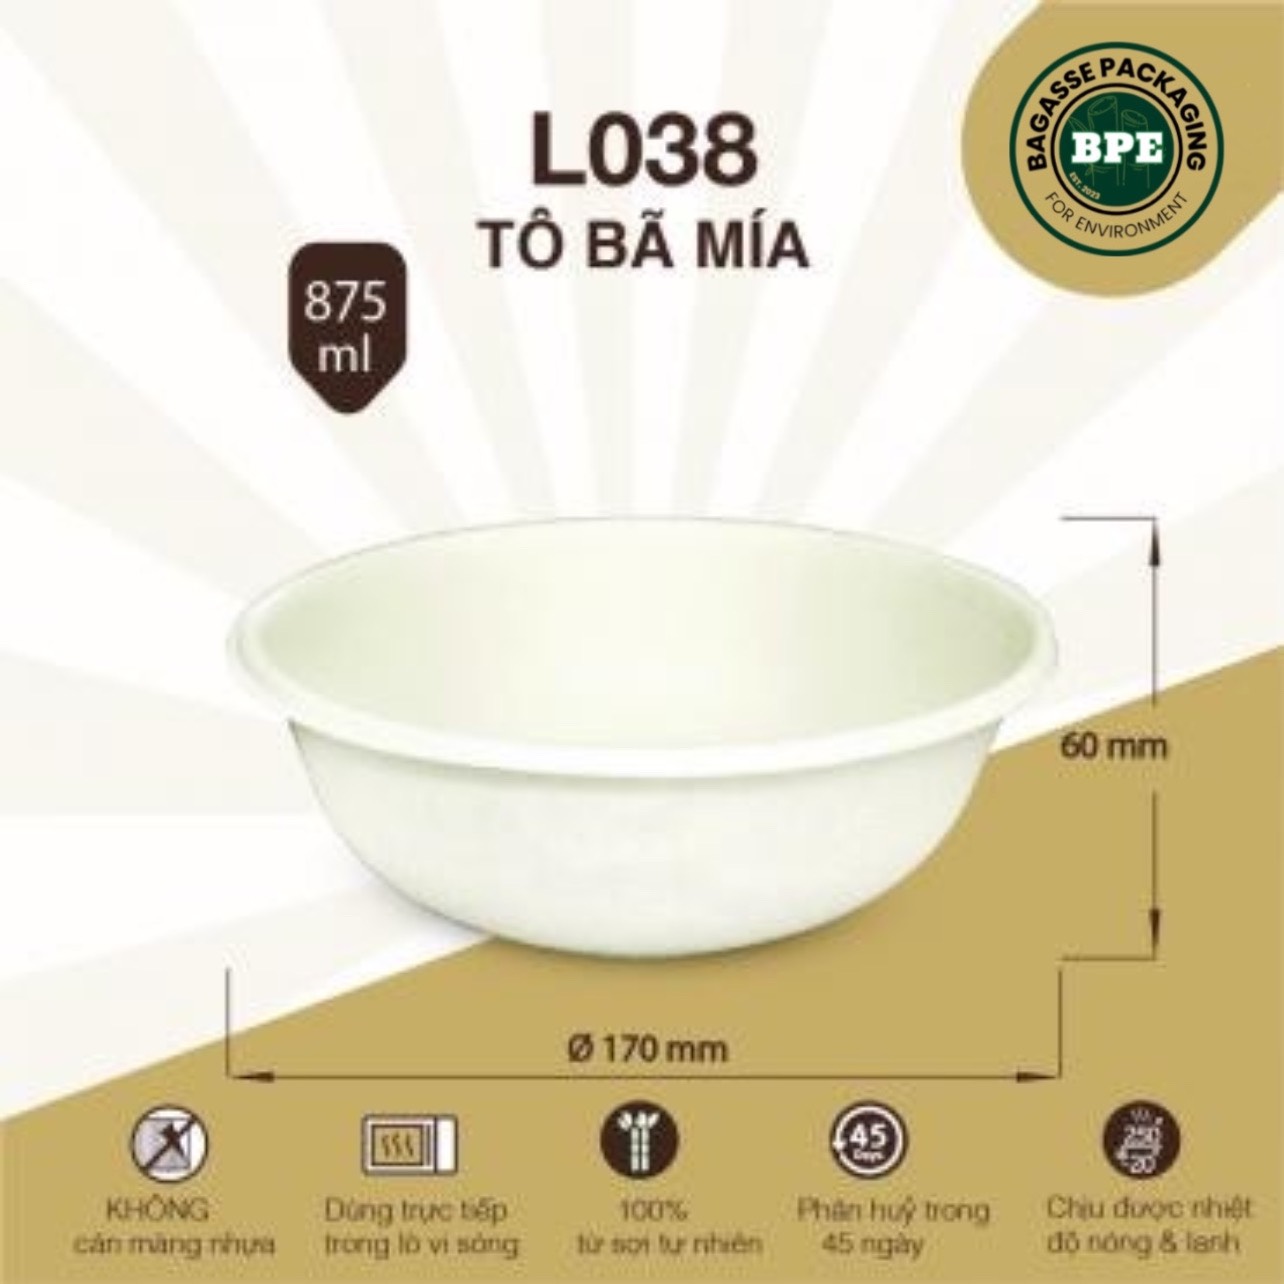 BAGASSE PACKAGING
BPE
EST. 2023
FOR ENVIRONMENT
L038
TÔ BÃ MÍA
875
ml
60 mm
Ø 170 mm
45
Days
250
-20
KHÔNG
cán màng nhựa
Dùng trực tiếp
trong lò vi sóng
100%
từ sợi tự nhiên
Phân huỷ trong
45 ngày
Chịu được nhiệt
độ nóng & lạnh